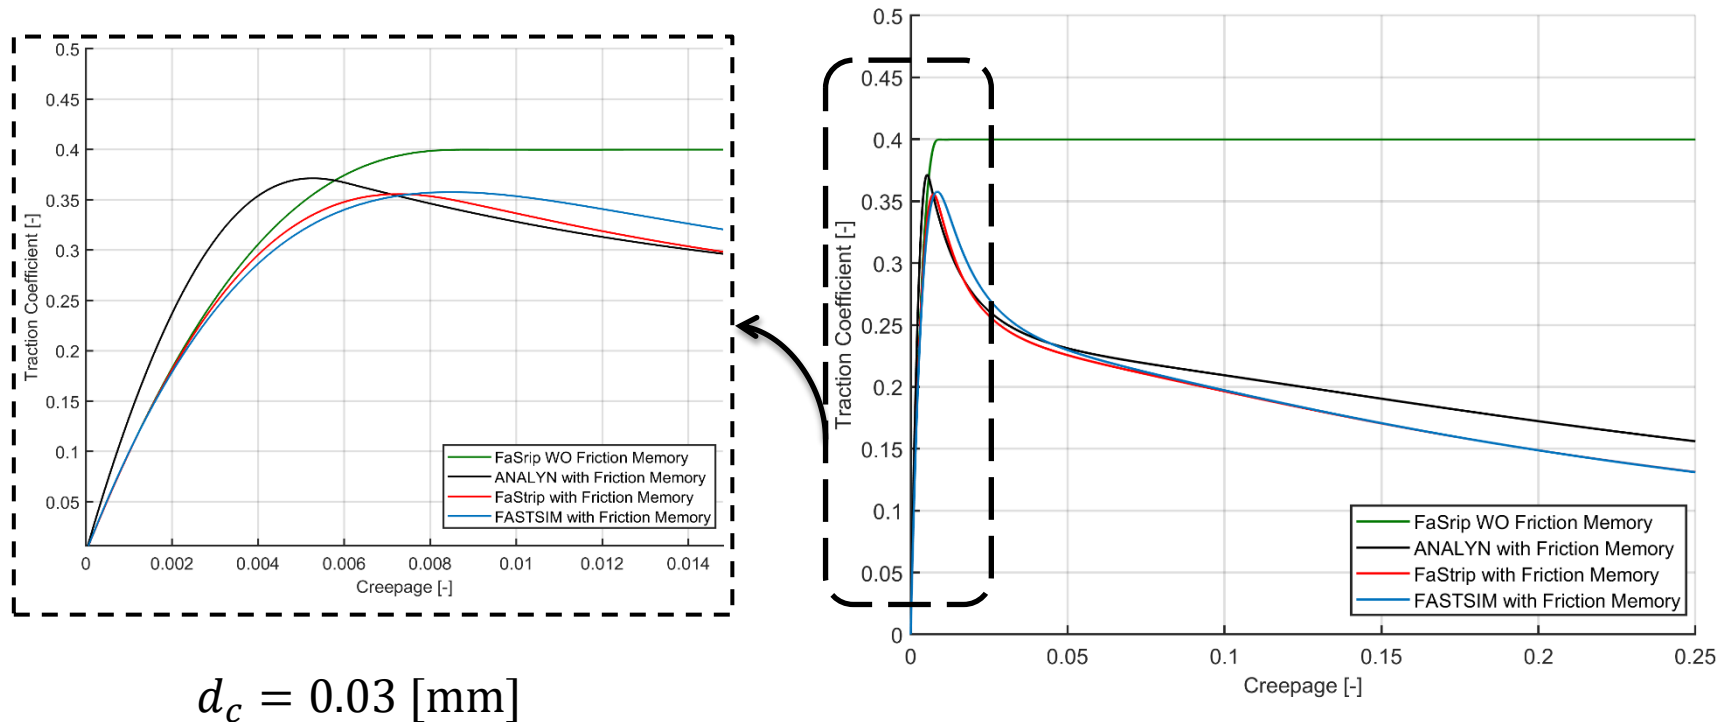 0.5
0.45
0.4
0.35
0.3
0.25
0.2
0.15
0.1
0.05
Traction Coefficient [-]
FaSrip WO Friction Memory
ANALYN with Friction Memory
FaStrip with Friction Memory
FASTSIM with Friction Memory
0 0.002 0.004 0.006 0.008 0.01 0.012 0.014
Creepage [-]
d_c = 0.03 [mm]
0.5
0.45
0.4
0.35
0.3
0.25
0.2
0.15
0.1
0.05
0
Traction Coefficient [-]
FaSrip WO Friction Memory
ANALYN with Friction Memory
FaStrip with Friction Memory
FASTSIM with Friction Memory
0 0.05 0.1 0.15 0.2 0.25
Creepage [-]